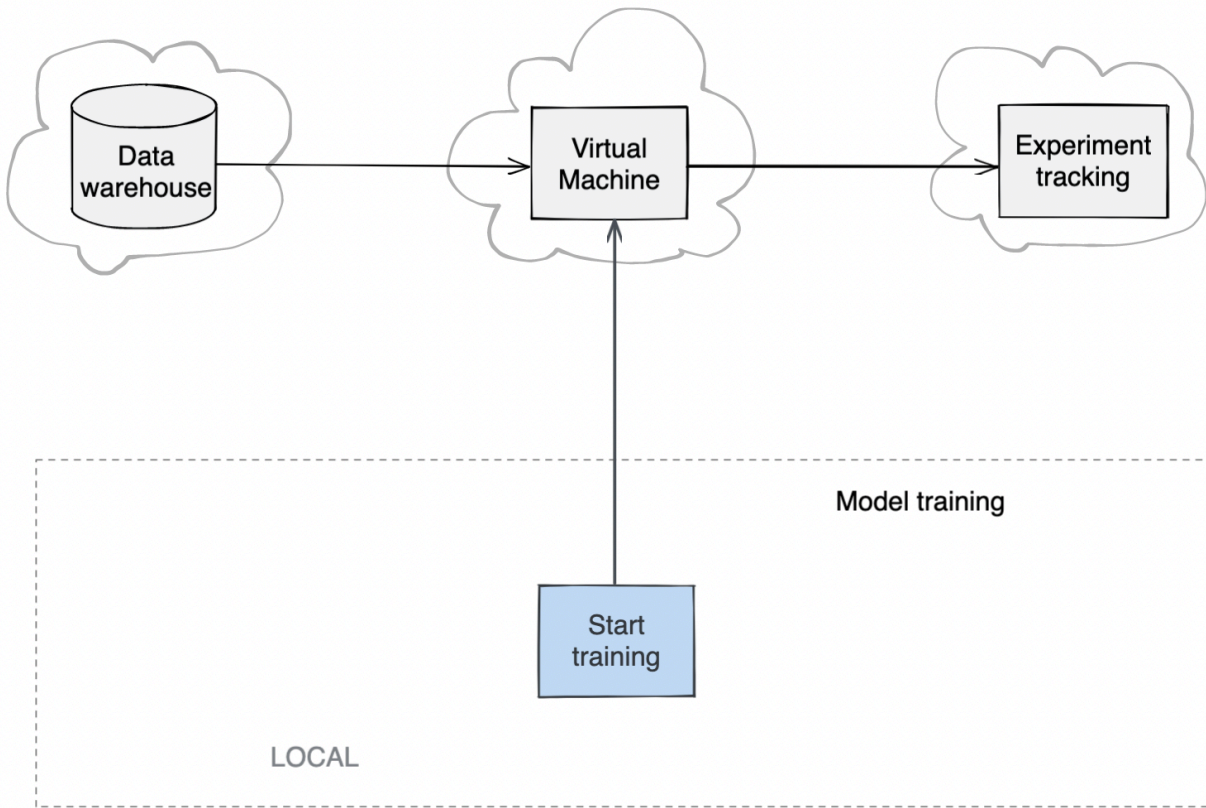 Data
warehouse
Virtual
Machine
Experiment
tracking
Model training
Start
training
LOCAL